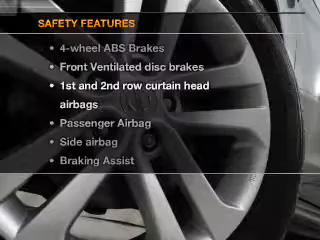 SAFETY FEATURES
• 4-wheel ABS Brakes
• Front Ventilated disc brakes
• 1st and 2nd row curtain head
airbags
• Passenger Airbag
• Side airbag
• Braking Assist